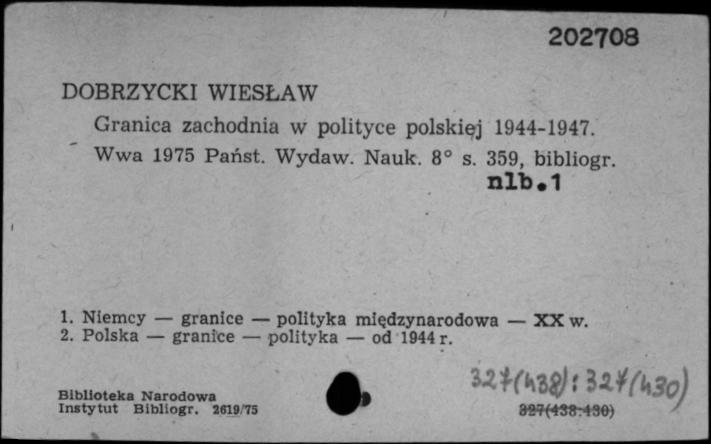 202708
DOBRZYCKI WIESŁAW
Granica zachodnia w polityce polskiej 1944-1947.
Wwa 1975 Państ. Wydaw. Nauk. 8° s. 359, bibliogr.
nlb.1
1. Niemcy — granice — polityka międzynarodowa — XX w.
2. Polska — granice — polityka — od 1944 r.
327(438):327(430)
Biblioteka Narodowa
Instytut Bibliogr. 2619/75
327(438:430)